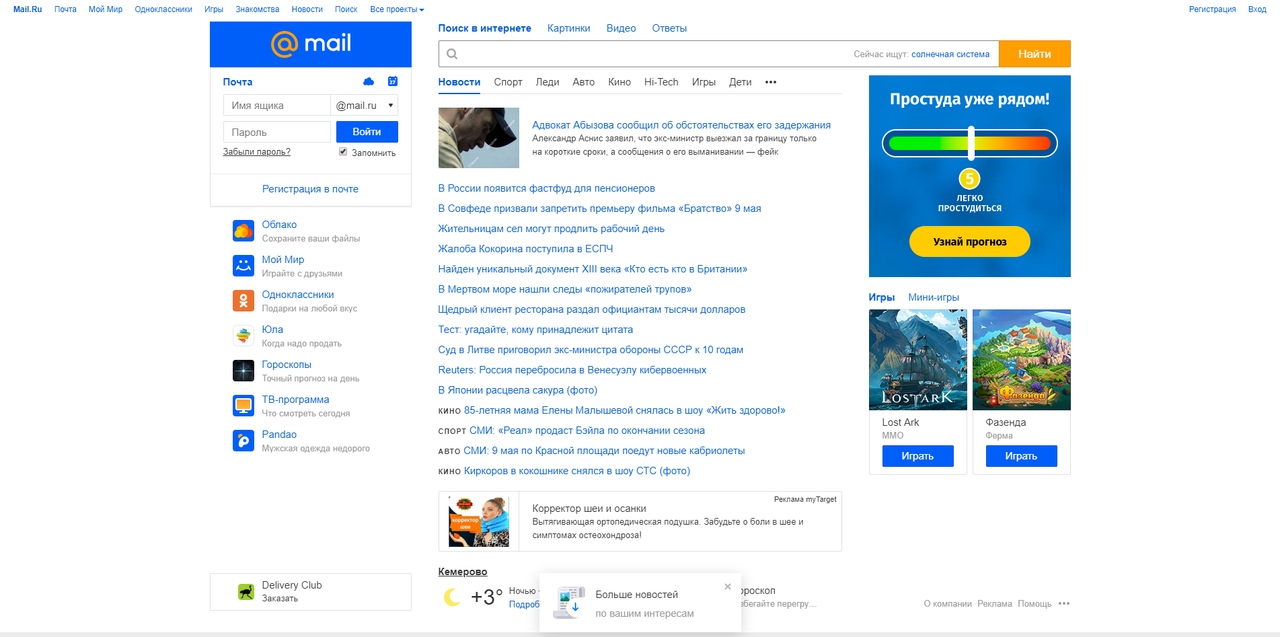 Mail.Ru Почта Мой Мир Одноклассники Игры Знакомства Новости Поиск Все проекты Регистрация Вход
@mail
Почта
27
Имя ящика @mail.ru
Пароль Войти
Забыли пароль? Запомнить
Регистрация в почте
Облако
Сохраните ваши файлы
Мой Мир
Играйте с друзьями
Одноклассники
Подарки на любой вкус
Юла
Когда надо продать
Гороскопы
Точный прогноз на день
ТВ-программа
Что смотреть сегодня
Pandao
Мужская одежда недорого
Delivery Club
Заказать
Поиск в интернете Картинки Видео Ответы
Сейчас ищут: солнечная система Найти
Новости Спорт Леди Авто Кино Hi-Tech Игры Дети •••
Адвокат Абызова сообщил об обстоятельствах его задержания
Александр Аснис заявил, что экс-министр выезжал за границу только
на короткие сроки, а сообщения о его выманивании — фейк
В России появится фастфуд для пенсионеров
В Совфеде призвали запретить премьеру фильма «Братство» 9 мая
Жительницам сел могут продлить рабочий день
Жалоба Кокорина поступила в ЕСПЧ
Найден уникальный документ XIII века «Кто есть кто в Британии»
В Мертвом море нашли следы «пожирателей трупов»
Щедрый клиент ресторана раздал официантам тысячи долларов
Тест: угадайте, кому принадлежит цитата
Суд в Литве приговорил экс-министра обороны СССР к 10 годам
Reuters: Россия перебросила в Венесуэлу кибервоенных
В Японии расцвела сакура (фото)
КИНО 85-летняя мама Елены Малышевой снялась в шоу «Жить здорово!»
СПОРТ СМИ: «Реал» продаст Бэйла по окончании сезона
АВТО СМИ: 9 мая по Красной площади поедут новые кабриолеты
КИНО Киркоров в кокошнике снялся в шоу СТС (фото)
Реклама myTarget
корректор
шеи
Корректор шеи и осанки
Вытягивающая ортопедическая подушка. Забудьте о боли в шее и
симптомах остеохондроза!
Кемерово
+3° Ночью
Подроб
Больше новостей
по вашим интересам
×
ороскоп
бегайте перегру…
Простуда уже рядом!
5
ЛЕГКО
ПРОСТУДИТЬСЯ
Узнай прогноз
Игры Мини-игры
LOST ARK
Фазенда
Lost Ark
ММО
Играть
Фазенда
Ферма
Играть
О компании Реклама Помощь •••